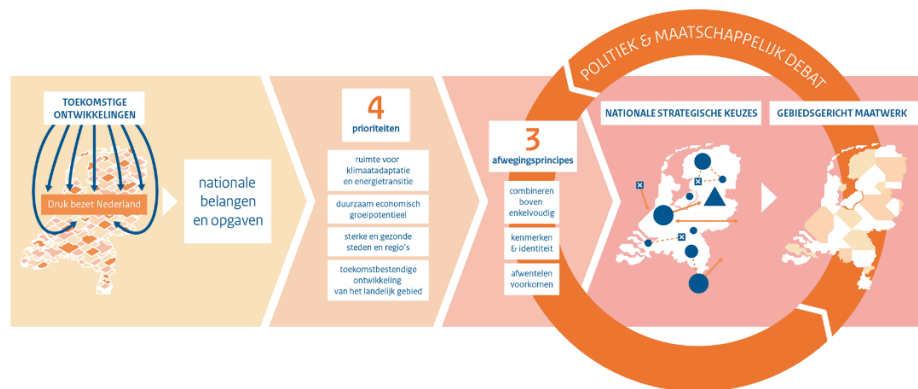 POLITIEK & MAATSCHAPPELIJK DEBAT
TOEKOMSTIGE
ONTWIKKELINGEN
Druk bezet Nederland
nationale
belangen
en opgaven
4
prioriteiten
ruimte voor
klimaatadaptatie
en energietransitie
duurzaam economisch
groeipotentieel
sterke en gezonde
steden en regio's
toekomstbestendige
ontwikkeling
van het landelijk gebied
3
afwegingsprincipes
combineren
boven
enkelvoudig
kenmerken
& identiteit
afwentelen
voorkomen
NATIONALE STRATEGISCHE KEUZES
GEBIEDSGERICHT MAATWERK